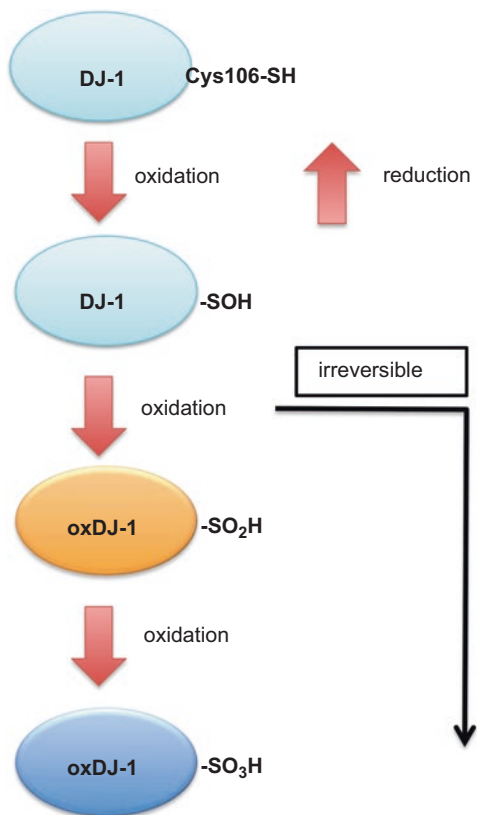 DJ-1 Cys106-SH
oxidation reduction
DJ-1 -SOH
irreversible
oxidation
oxDJ-1 -SO₂H
oxidation
oxDJ-1 -SO₃H